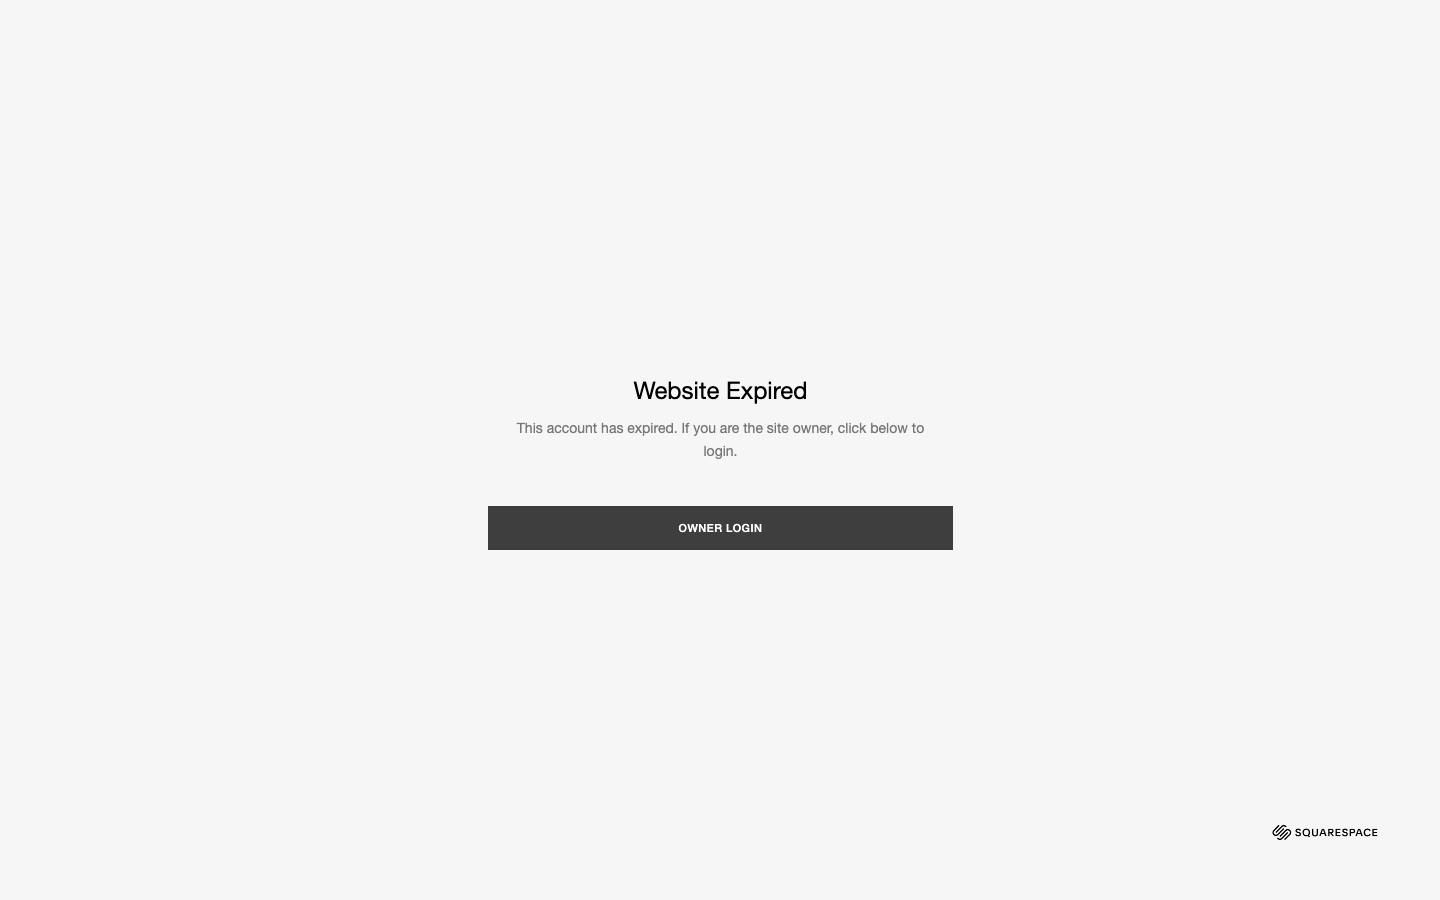 Website Expired
This account has expired. If you are the site owner, click below to
login.
OWNER LOGIN
SQUARESPACE